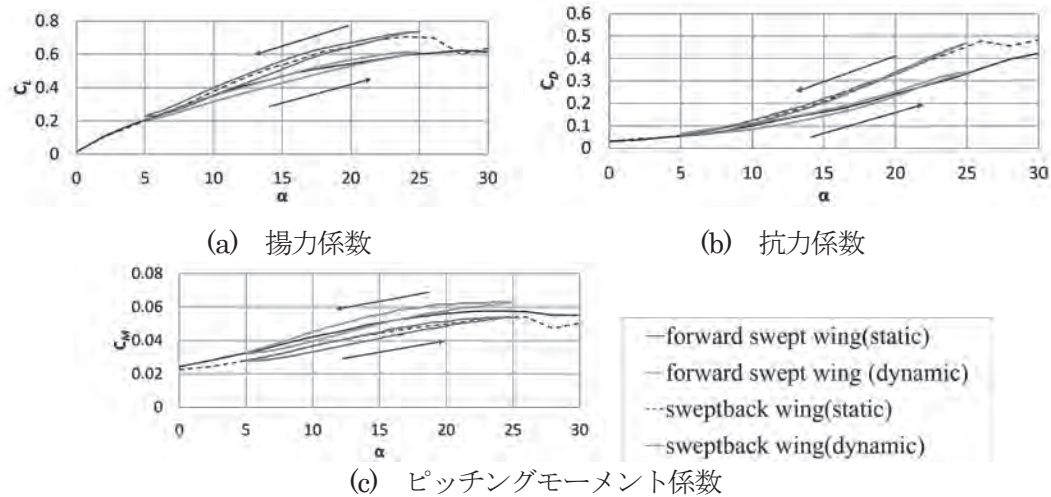 0.8
0.6
0.4
0.2
0
C_L
0 5 10 15 20 25 30
α
(a) 揚力係数
0.6
0.5
0.4
0.3
0.2
0.1
0
C_D
0 5 10 15 20 25 30
α
(b) 抗力係数
0.08
0.06
0.04
0.02
0
C_M
0 5 10 15 20 25 30
α
forward swept wing(static)
forward swept wing (dynamic)
sweptback wing(static)
sweptback wing(dynamic)
(c) ピッチングモーメント係数